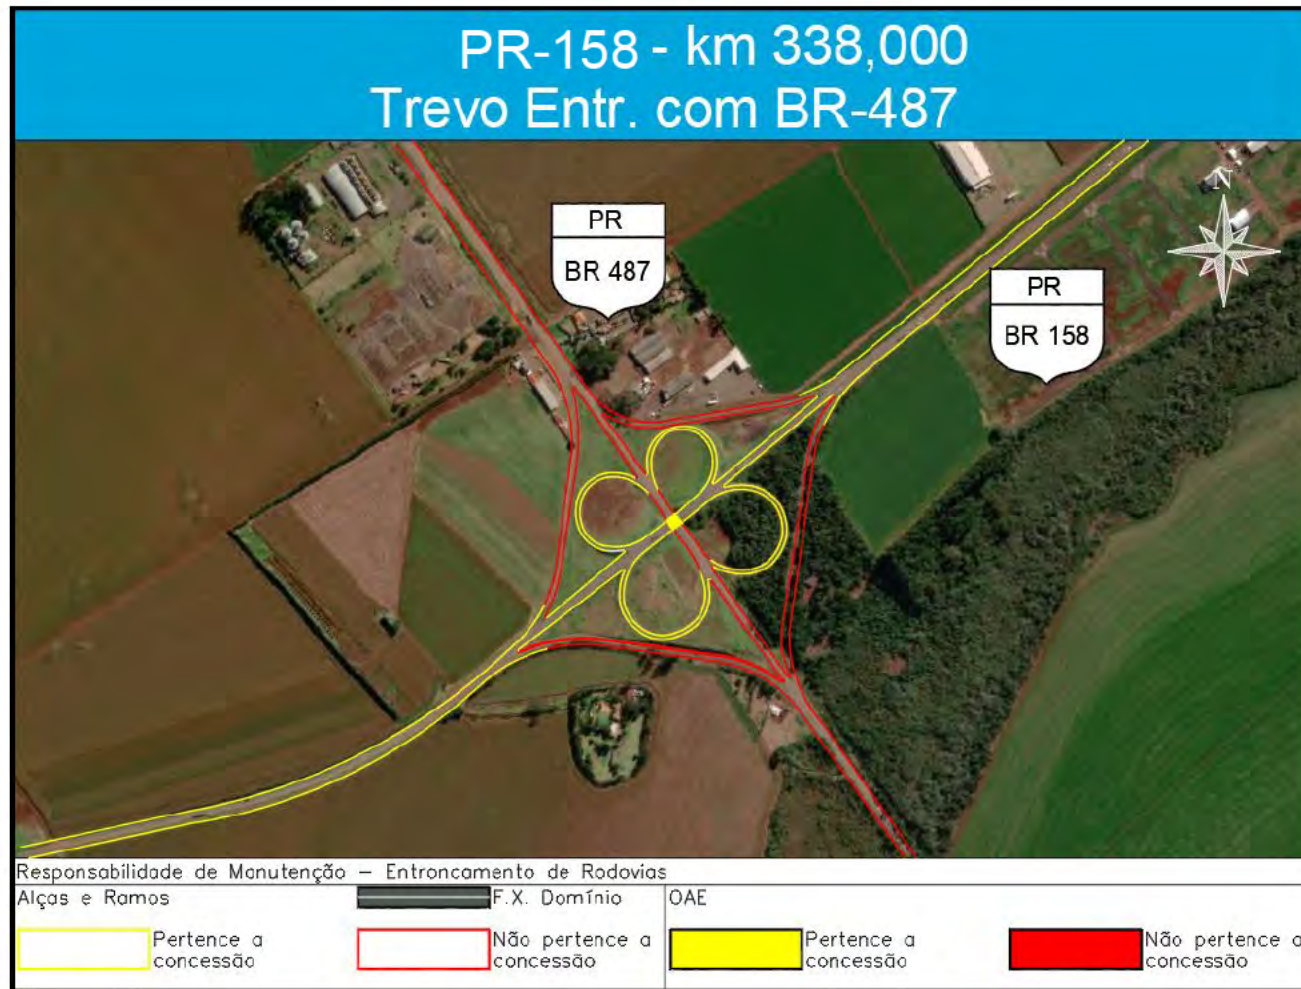 PR-158 - km 338,000
Trevo Entr. com BR-487
N
PR
BR 487
PR
BR 158
Responsabilidade de Manutenção – Entroncamento de Rodovias
Alças e Ramos
F.X. Domínio
OAE
Pertence a
concessão
Não pertence a
concessão
Pertence a
concessão
Não pertence a
concessão